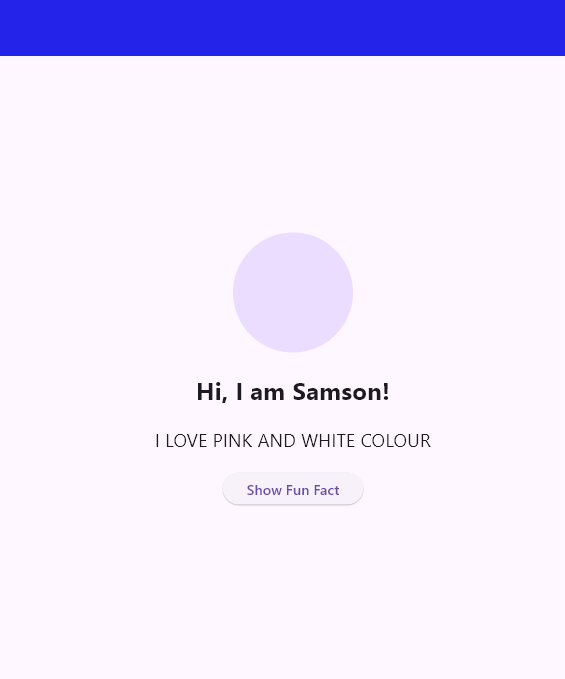 Hi, I am Samson!
I LOVE PINK AND WHITE COLOUR
Show Fun Fact